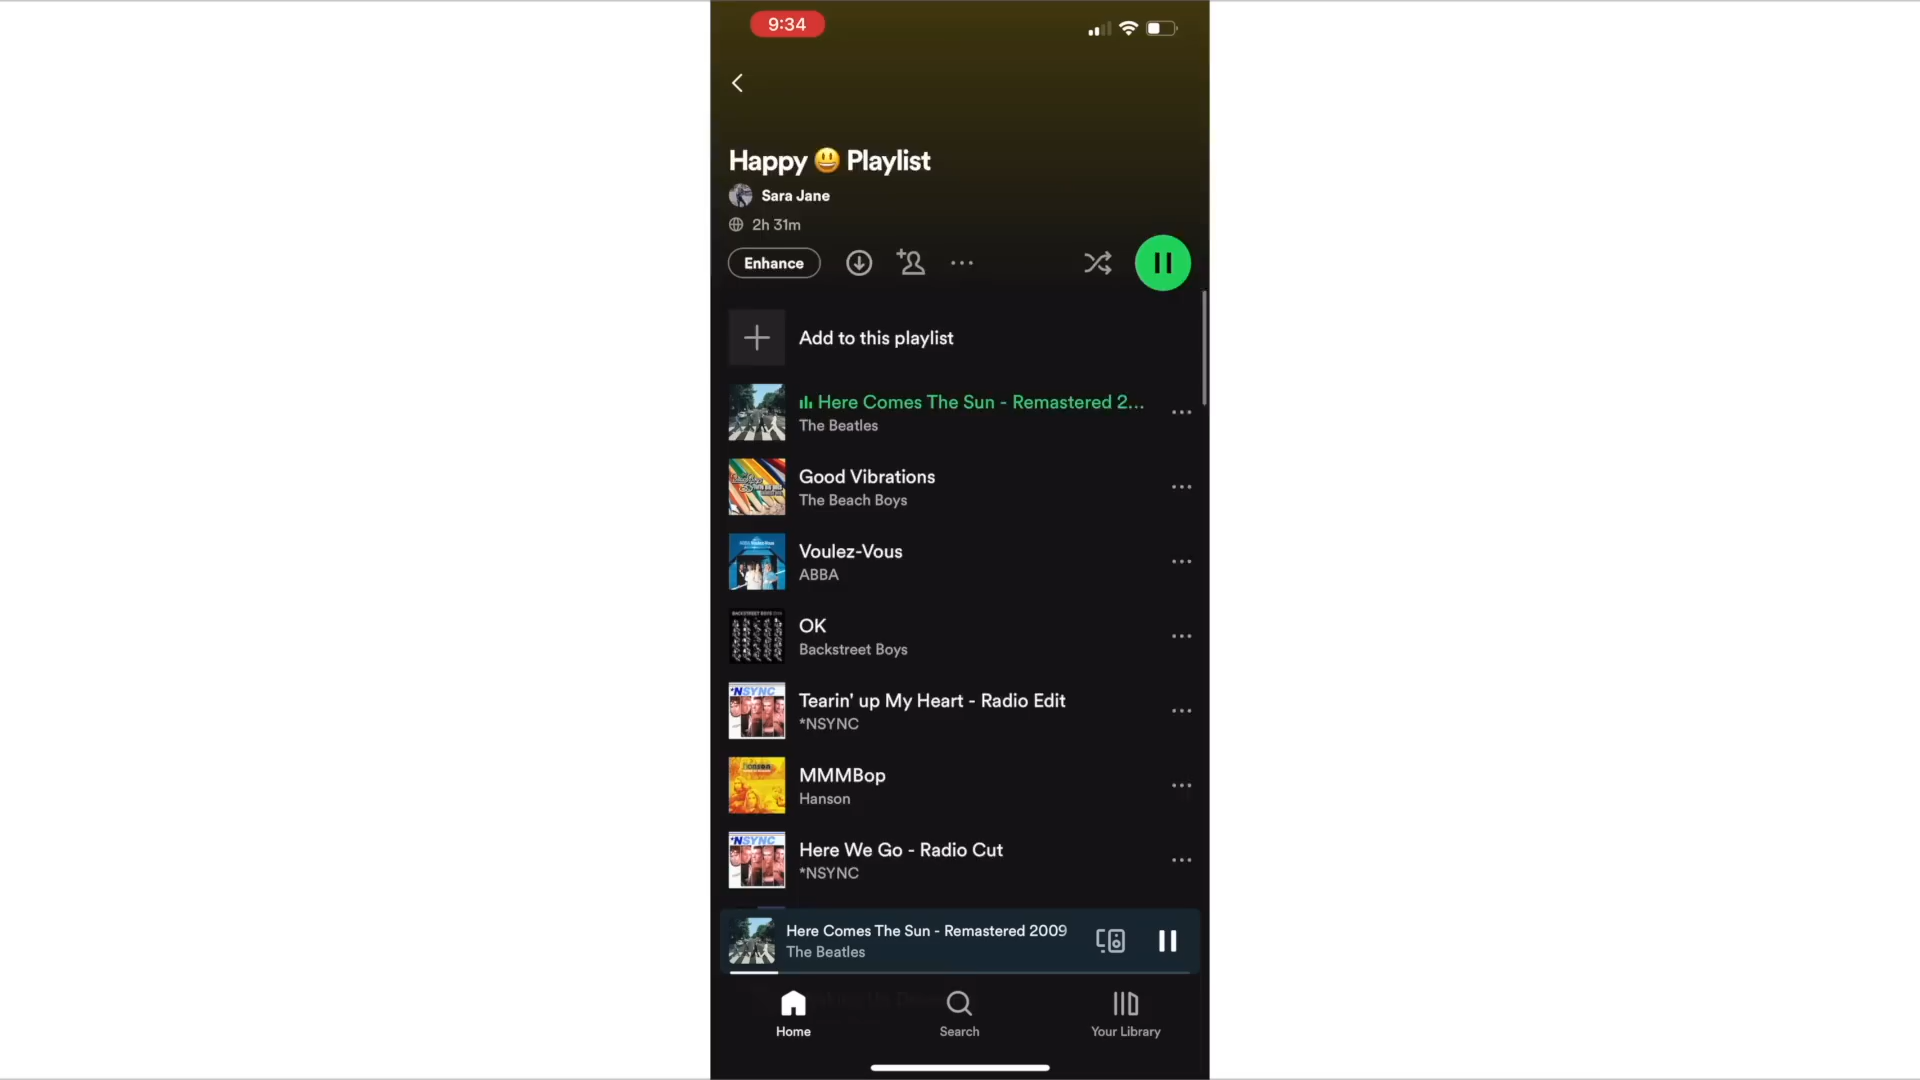 9:34
Happy 😃 Playlist
Sara Jane
2h 31m
Enhance
Add to this playlist
Here Comes The Sun - Remastered 2...
The Beatles
Good Vibrations
The Beach Boys
Voulez-Vous
ABBA
OK
Backstreet Boys
*NSYNC
Tearin' up My Heart - Radio Edit
*NSYNC
MMMBop
Hanson
*NSYNC
Here We Go - Radio Cut
*NSYNC
Here Comes The Sun - Remastered 2009
The Beatles
Home
Search
Your Library